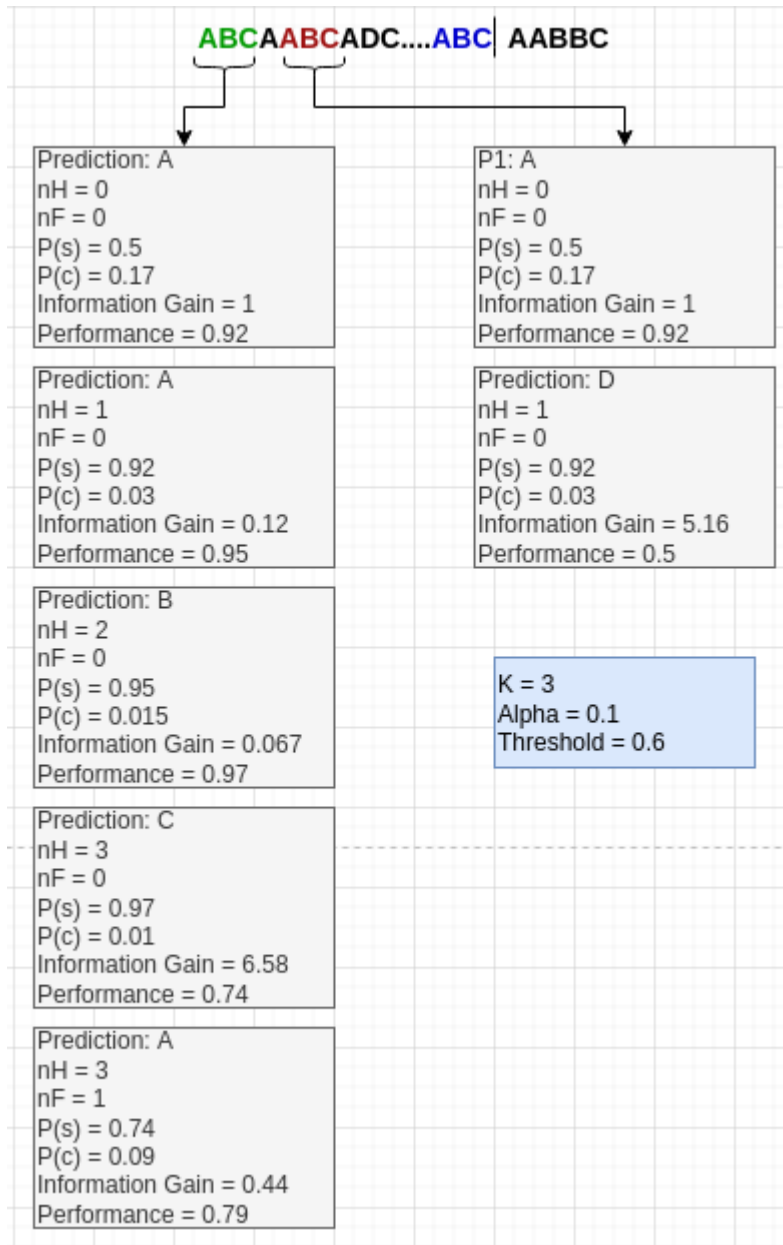 ABCAABCADC....ABC| AABBC
Prediction: A
nH = 0
nF = 0
P(s) = 0.5
P(c) = 0.17
Information Gain = 1
Performance = 0.92
P1: A
nH = 0
nF = 0
P(s) = 0.5
P(c) = 0.17
Information Gain = 1
Performance = 0.92
Prediction: A
nH = 1
nF = 0
P(s) = 0.92
P(c) = 0.03
Information Gain = 0.12
Performance = 0.95
Prediction: D
nH = 1
nF = 0
P(s) = 0.92
P(c) = 0.03
Information Gain = 5.16
Performance = 0.5
Prediction: B
nH = 2
nF = 0
P(s) = 0.95
P(c) = 0.015
Information Gain = 0.067
Performance = 0.97
K = 3
Alpha = 0.1
Threshold = 0.6
Prediction: C
nH = 3
nF = 0
P(s) = 0.97
P(c) = 0.01
Information Gain = 6.58
Performance = 0.74
Prediction: A
nH = 3
nF = 1
P(s) = 0.74
P(c) = 0.09
Information Gain = 0.44
Performance = 0.79